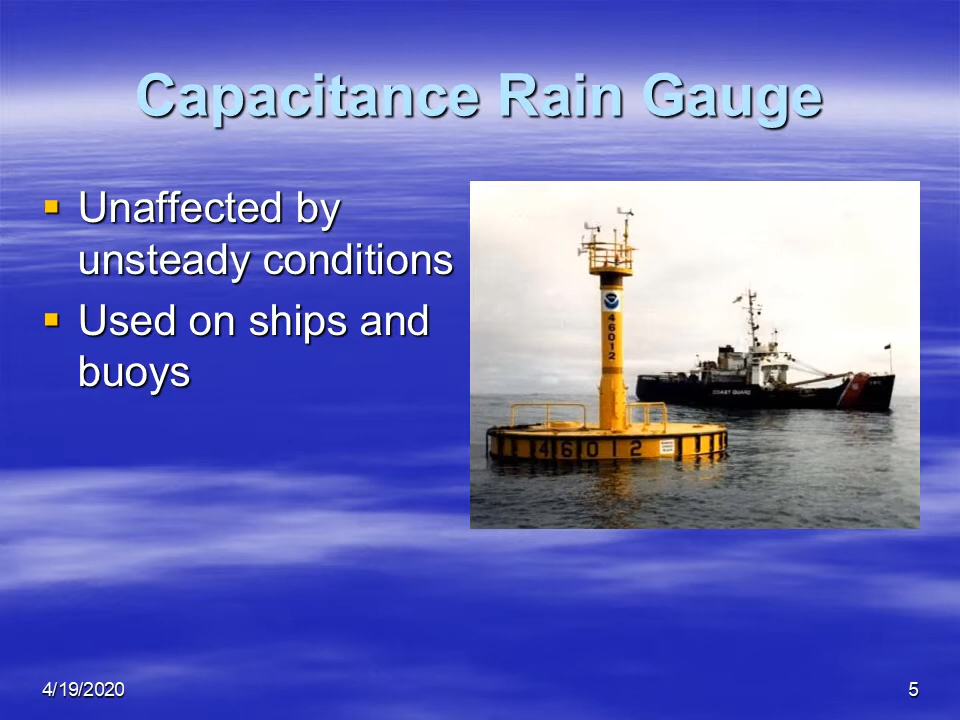 Capacitance Rain Gauge
▪ Unaffected by
unsteady conditions
▪ Used on ships and
buoys
46012
46012
COAST GUARD
4/19/2020
5